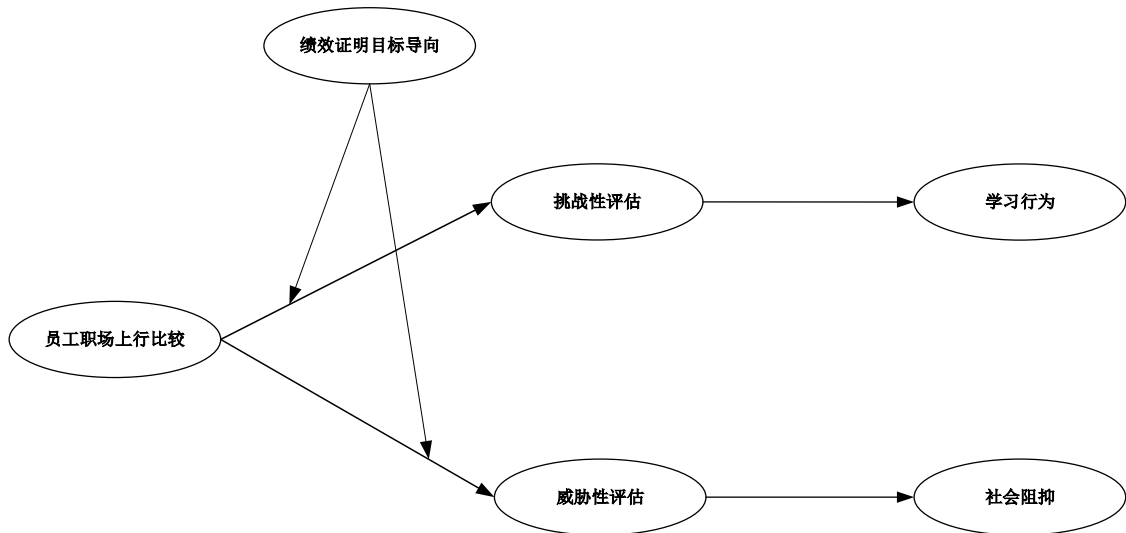 绩效证明目标导向
挑战性评估
学习行为
员工职场上行比较
威胁性评估
社会阻抑